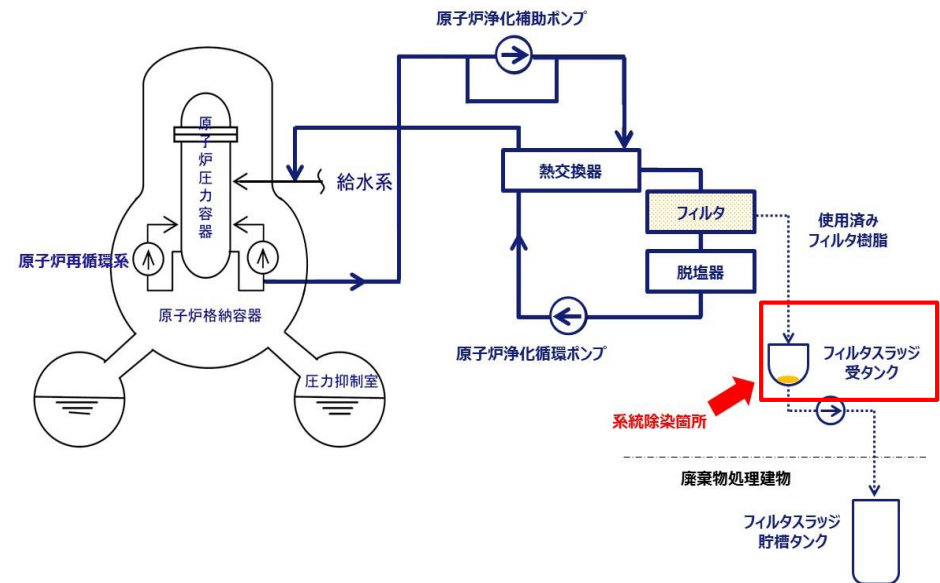 原子炉浄化補助ポンプ
原子炉圧力容器
給水系
熱交換器
フィルタ
使用済み
フィルタ樹脂
脱塩器
原子炉再循環系
原子炉格納容器
原子炉浄化循環ポンプ
フィルタスラッジ
受タンク
圧力抑制室
系統除染箇所
廃棄物処理建物
フィルタスラッジ
貯槽タンク